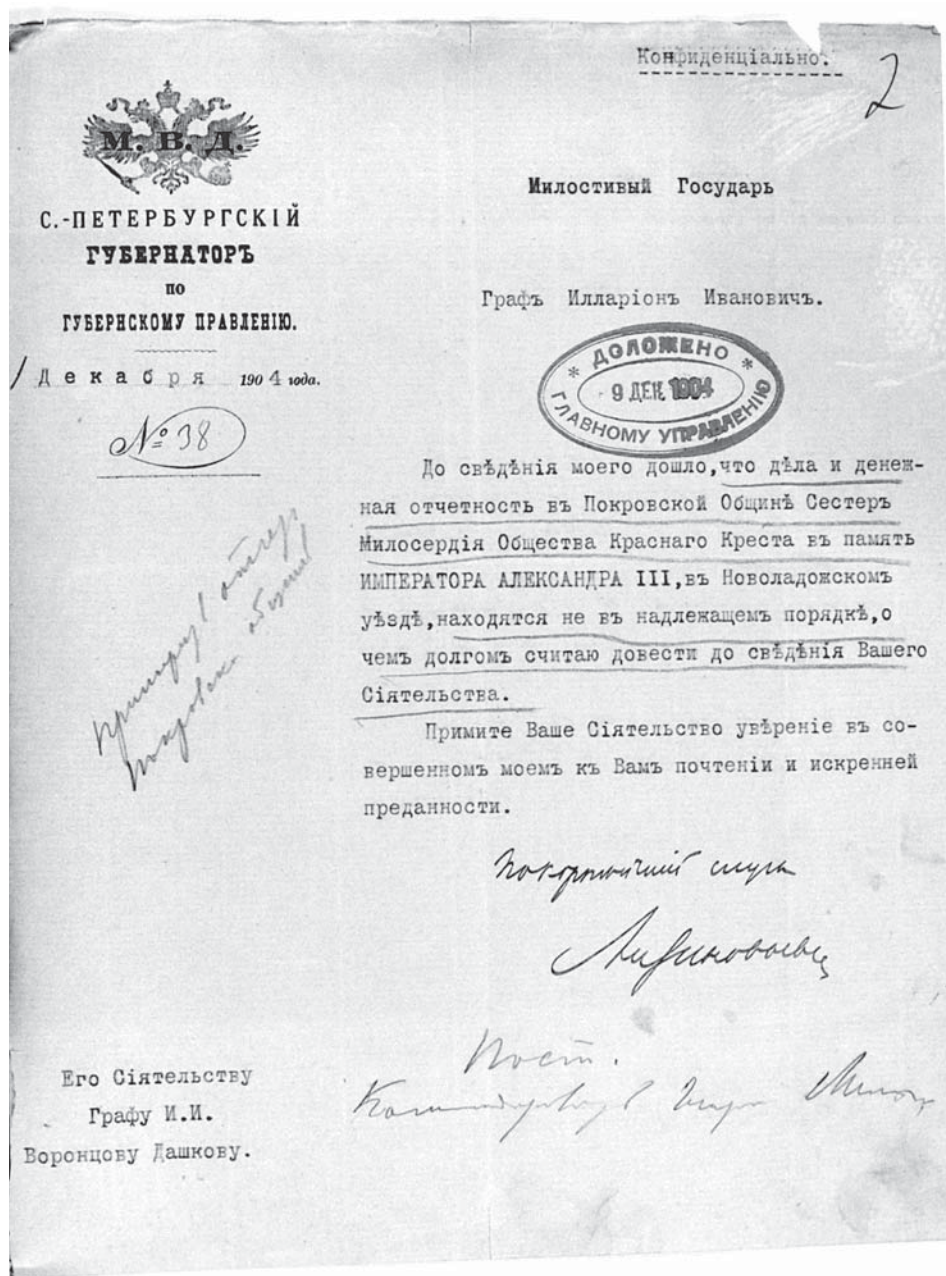 Конфиденціально.
2
М. В. Д.
С.-ПЕТЕРБУРГСКІЙ
ГУБЕРНАТОРЪ
ПО
ГУБЕРНСКОМУ ПРАВЛЕНІЮ.
1 Декабря 1904 года.
№ 38
Милостивый Государь
Графъ Илларіонъ Ивановичъ.
* ДОЛОЖЕНО *
9 ДЕК. 1904
ГЛАВНОМУ УПРАВЛЕНІЮ
До свѣдѣнія моего дошло, что дѣла и денеж-
ная отчетность въ Покровской Общинѣ Сестеръ
Милосердія Общества Краснаго Креста въ память
ИМПЕРАТОРА АЛЕКСАНДРА III, въ Новоладожскомъ
уѣздѣ, находятся не въ надлежащемъ порядкѣ, о
чемъ долгомъ считаю довести до свѣдѣнія Вашего
Сіятельства.
Примите Ваше Сіятельство увѣреніе въ со-
вершенномъ моемъ къ Вамъ почтеніи и искренней
преданности.
покорнѣйшій слуга
Пост.
Его Сіятельству
Графу И.И.
Воронцову Дашкову.